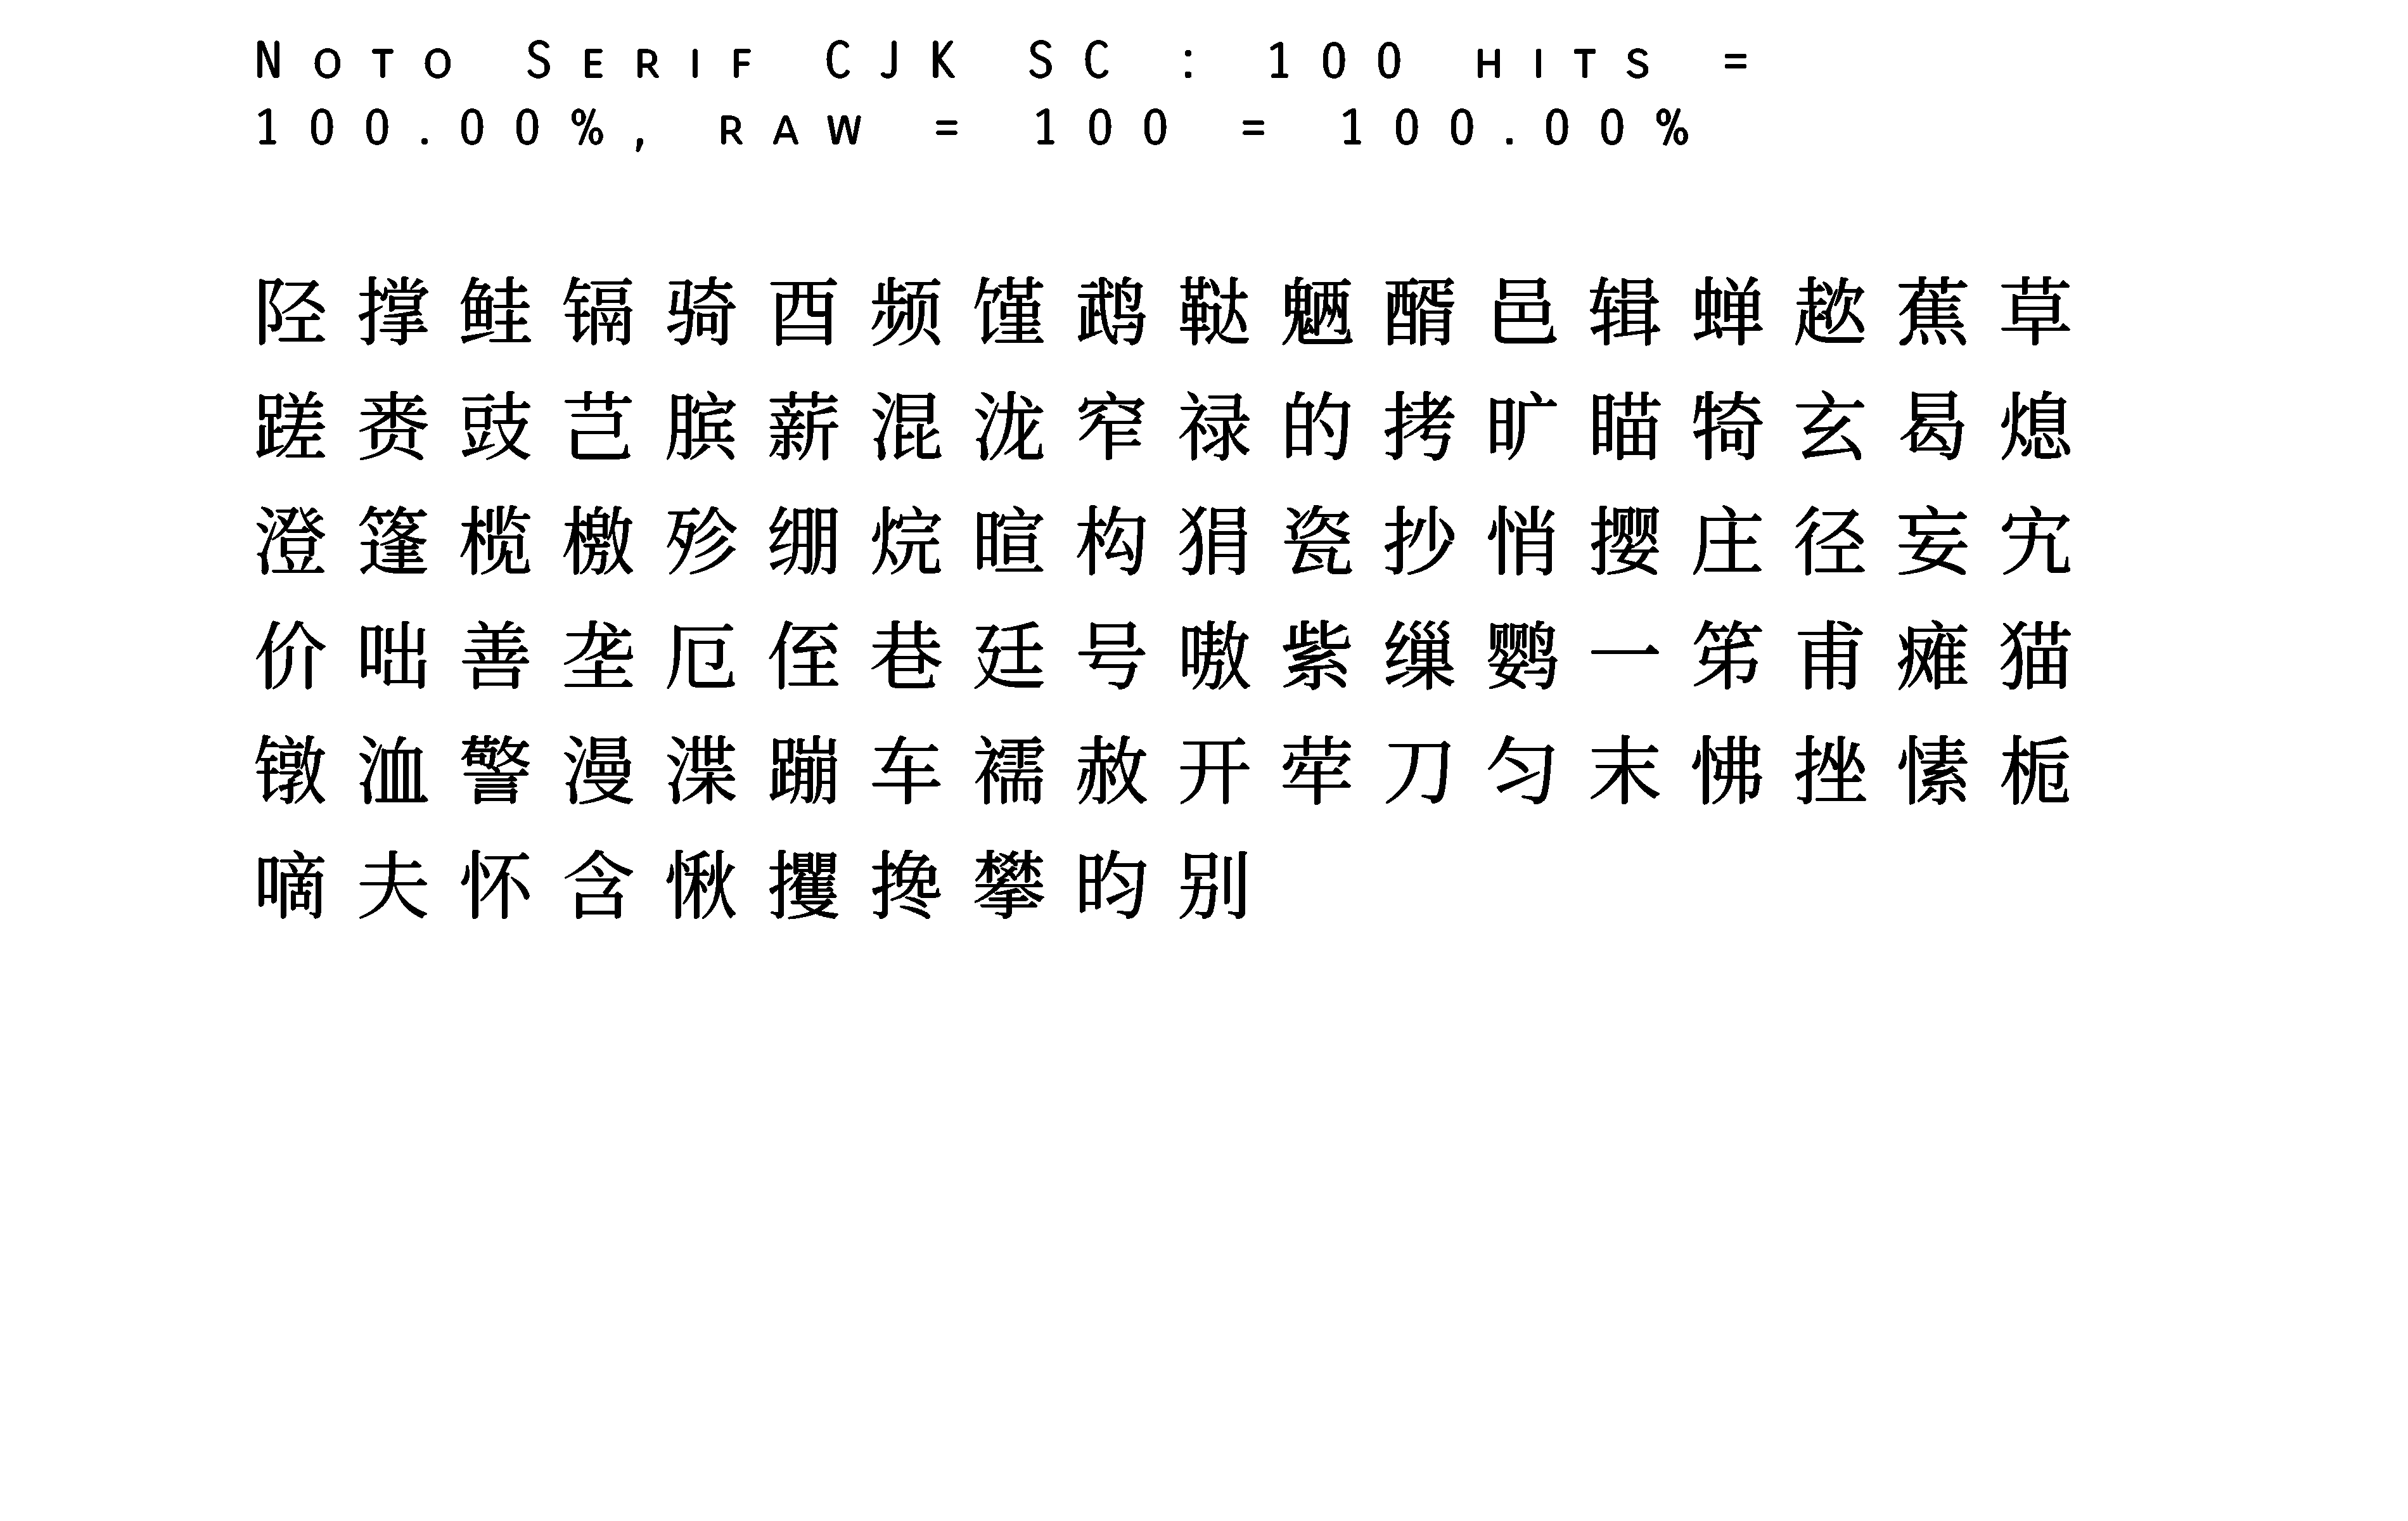 Noto Serif CJK SC : 100 hits =
100.00%, raw = 100 = 100.00%
陉撑鲑镉骑酉频馑鹉鞑魉醑邑辑蝉趑蕉草
蹉赉豉芑膑薪混泷窄禄的拷旷瞄犄玄曷熄
澄篷榄檄殄绷烷暄构狷瓷抄悄撄庄径妄宄
价咄善垄厄侄巷廷号嗷紫缫鹦一笫甫瘫猫
镦洫警漫渫蹦车襦赦开荦刀匀末怫挫愫栀
嘀夫怀含愀攫搀攀昀别